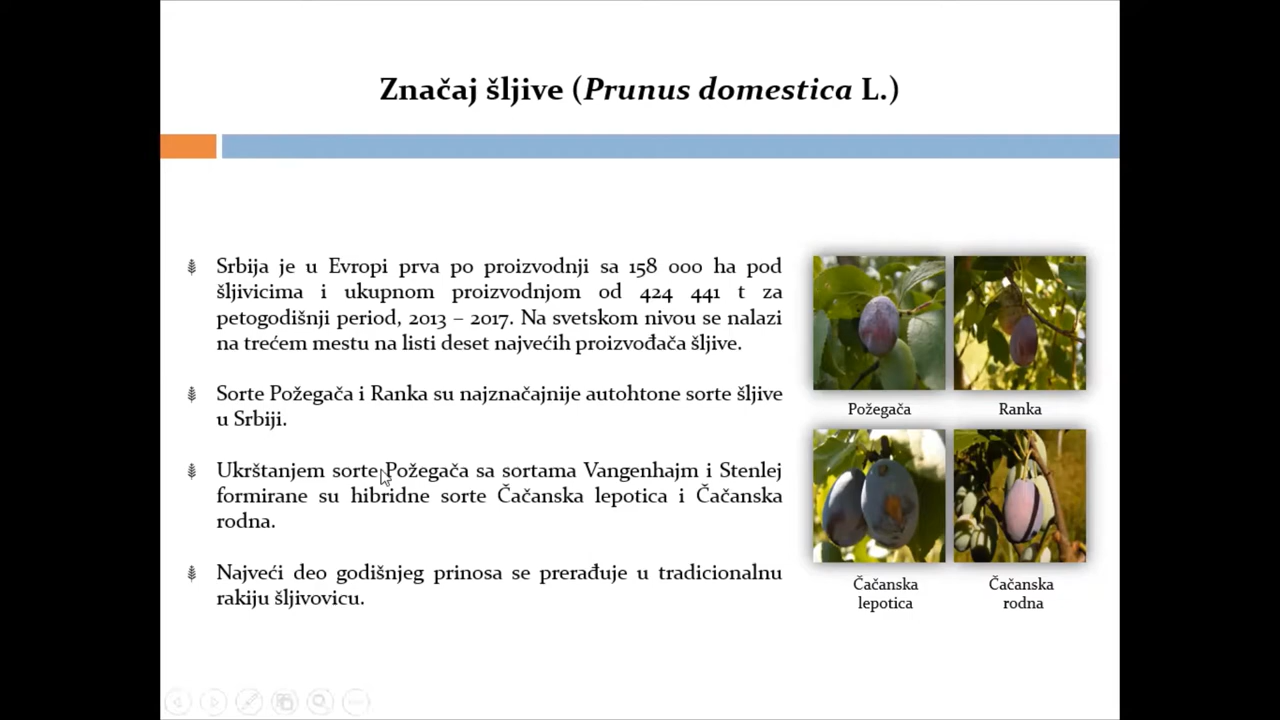 Značaj šljive (Prunus domestica L.)
Srbija je u Evropi prva po proizvodnji sa 158 000 ha pod
šljivicima i ukupnom proizvodnjom od 424 441 t za
petogodišnji period, 2013 – 2017. Na svetskom nivou se nalazi
na trećem mestu na listi deset najvećih proizvođača šljive.
Sorte Požegača i Ranka su najznačajnije autohtone sorte šljive
u Srbiji.
Ukrštanjem sorte Požegača sa sortama Vangenhajm i Stenlej
formirane su hibridne sorte Čačanska lepotica i Čačanska
rodna.
Najveći deo godišnjeg prinosa se prerađuje u tradicionalnu
rakiju šljivovicu.
Požegača
Ranka
Čačanska
lepotica
Čačanska
rodna